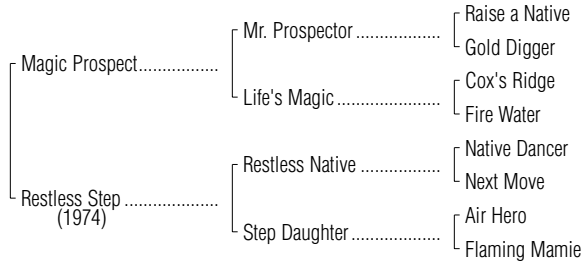 Raise a Native
Mr. Prospector ..................
Gold Digger
Magic Prospect.................
Cox's Ridge
Life's Magic ......................
Fire Water
Native Dancer
Restless Native .................
Next Move
Restless Step ....................
(1974)
Air Hero
Step Daughter ...................
Flaming Mamie